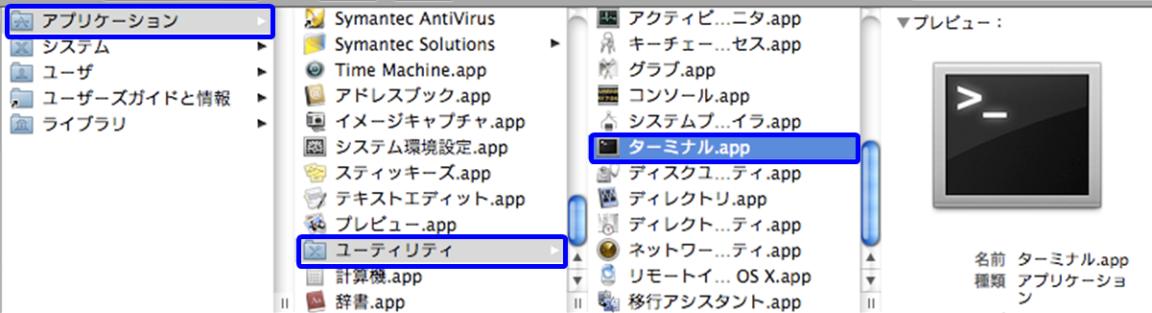 アプリケーション
システム
ユーザ
ユーザーズガイドと情報
ライブラリ
Symantec AntiVirus
Symantec Solutions
Time Machine.app
アドレスブック.app
イメージキャプチャ.app
システム環境設定.app
スティッキーズ.app
テキストエディット.app
プレビュー.app
ユーティリティ
計算機.app
辞書.app
アクティビ…ニタ.app
キーチェー…セス.app
グラブ.app
コンソール.app
システムプ…イラ.app
ターミナル.app
ディスクユ…ティ.app
ディレクトリ.app
ディレクト…ティ.app
ネットワー…ティ.app
リモートイ… OS X.app
移行アシスタント.app
プレビュー：
>_
名前 ターミナル.app
種類 アプリケーショ
ン